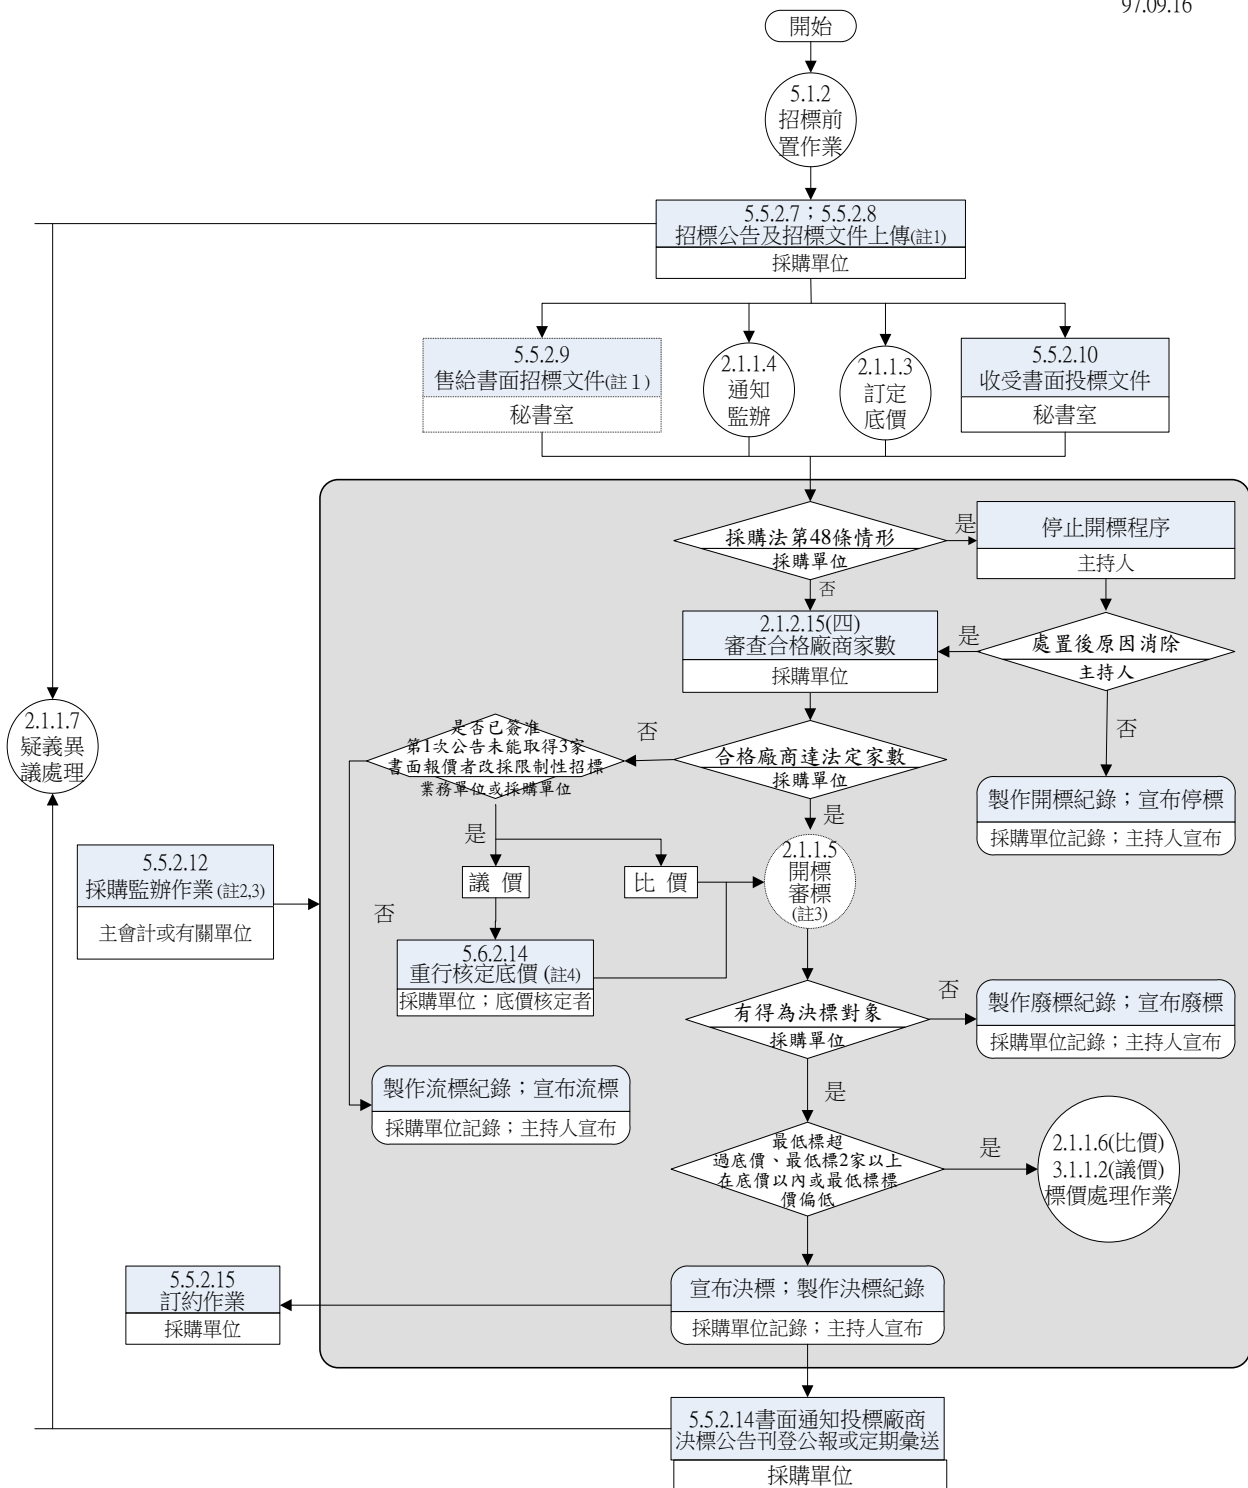 97.09.16
開始
5.1.2
招標前
置作業
5.5.2.7；5.5.2.8
招標公告及招標文件上傳(註1)
採購單位
5.5.2.9
售給書面招標文件(註１)
秘書室
2.1.1.4
通知
監辦
2.1.1.3
訂定
底價
5.5.2.10
收受書面投標文件
秘書室
採購法第48條情形
採購單位
是
停止開標程序
主持人
否
2.1.2.15(四)
審查合格廠商家數
採購單位
是
處置後原因消除
主持人
否
製作開標紀錄；宣布停標
採購單位記錄；主持人宣布
2.1.1.7
疑義異
議處理
是否已簽准
第1次公告未能取得3家
書面報價者改採限制性招標
業務單位或採購單位
否
合格廠商達法定家數
採購單位
是
是
議 價
比 價
2.1.1.5
開標
審標
(註3)
5.5.2.12
採購監辦作業(註2,3)
主會計或有關單位
否
5.6.2.14
重行核定底價(註4)
採購單位；底價核定者
有得為決標對象
採購單位
否
製作廢標紀錄；宣布廢標
採購單位記錄；主持人宣布
製作流標紀錄；宣布流標
採購單位記錄；主持人宣布
是
最低標超
過底價、最低標2家以上
在底價以內或最低標標
價偏低
是
2.1.1.6(比價)
3.1.1.2(議價)
標價處理作業
5.5.2.15
訂約作業
採購單位
宣布決標；製作決標紀錄
採購單位記錄；主持人宣布
5.5.2.14書面通知投標廠商
決標公告刊登公報或定期彙送
採購單位